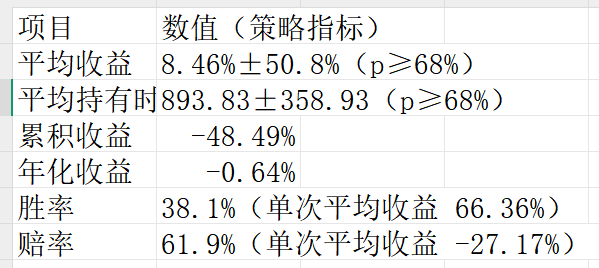 项目 数值（策略指标）
平均收益 8.46%±50.8%（p≥68%）
平均持有时 893.83±358.93（p≥68%）
累积收益 -48.49%
年化收益 -0.64%
胜率 38.1%（单次平均收益 66.36%）
赔率 61.9%（单次平均收益 -27.17%）